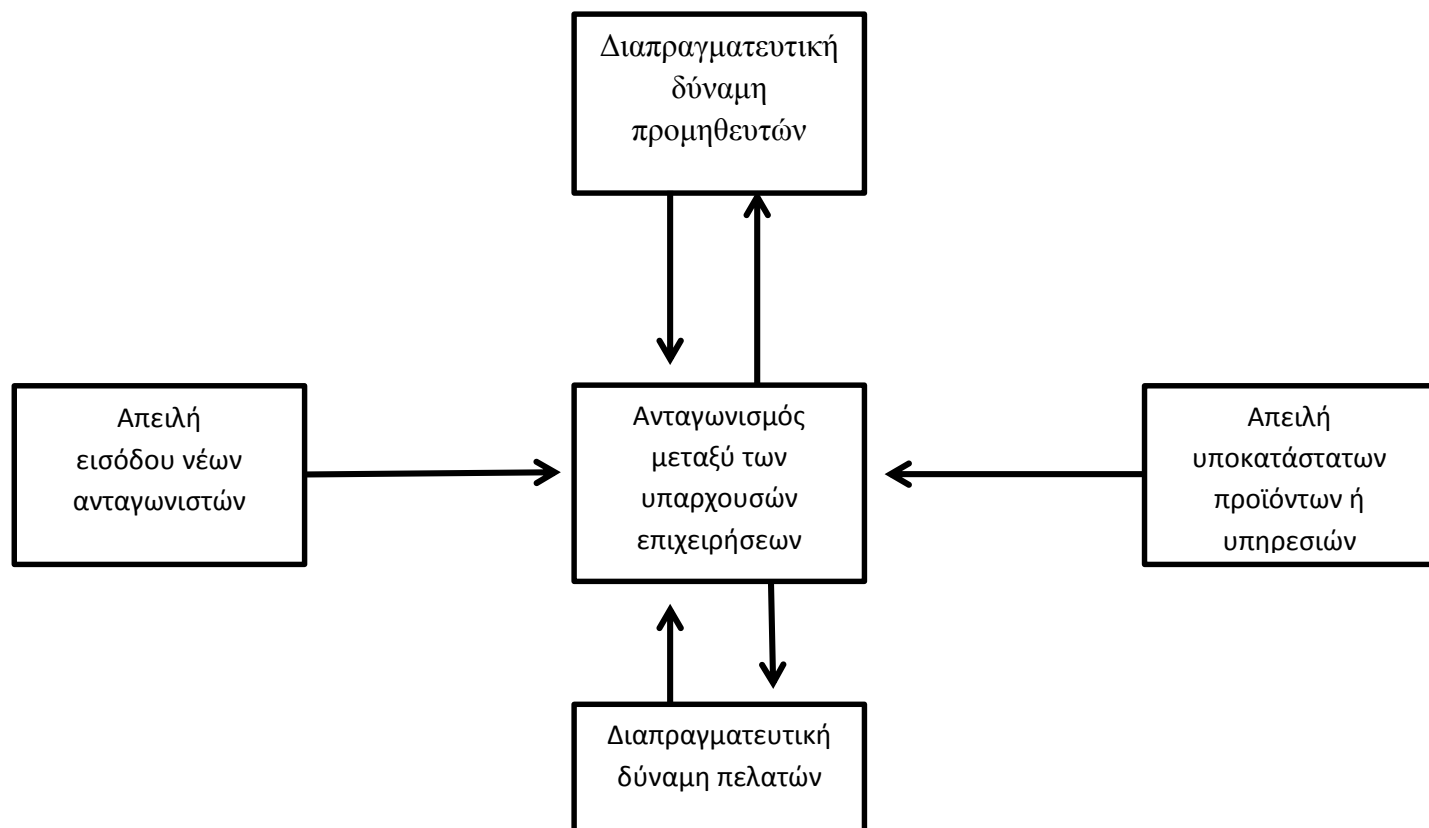 Διαπραγματευτική
δύναμη
προμηθευτών
Απειλή
εισόδου νέων
ανταγωνιστών
Ανταγωνισμός
μεταξύ των
υπαρχουσών
επιχειρήσεων
Απειλή
υποκατάστατων
προϊόντων ή
υπηρεσιών
Διαπραγματευτική
δύναμη πελατών